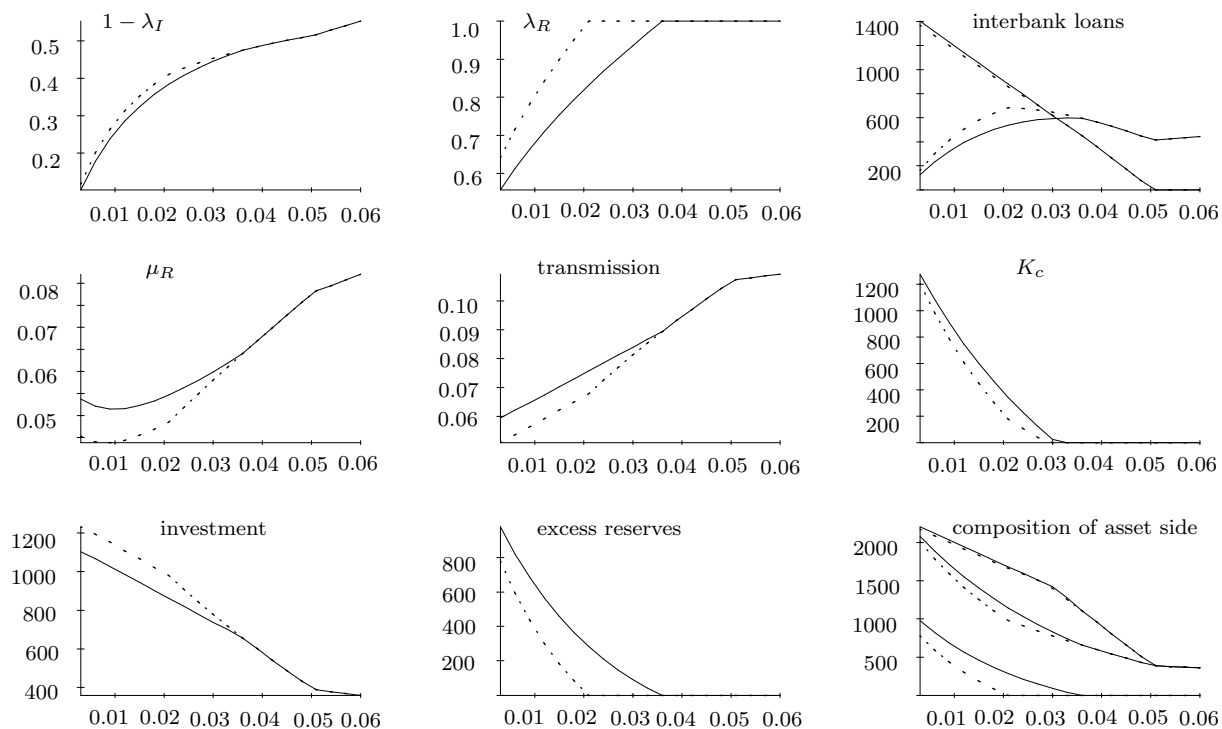 1 − λ_I
0.5
0.4
0.3
0.2
0.01 0.02 0.03 0.04 0.05 0.06
λ_R
1.0
0.9
0.8
0.7
0.6
0.01 0.02 0.03 0.04 0.05 0.06
interbank loans
1400
1000
600
200
0.01 0.02 0.03 0.04 0.05 0.06
μ_R
0.08
0.07
0.06
0.05
0.01 0.02 0.03 0.04 0.05 0.06
transmission
0.10
0.09
0.08
0.07
0.06
0.01 0.02 0.03 0.04 0.05 0.06
K_c
1200
1000
800
600
400
200
0.01 0.02 0.03 0.04 0.05 0.06
investment
1200
1000
800
600
400
0.01 0.02 0.03 0.04 0.05 0.06
excess reserves
800
600
400
200
0.01 0.02 0.03 0.04 0.05 0.06
composition of asset side
2000
1500
1000
500
0.01 0.02 0.03 0.04 0.05 0.06